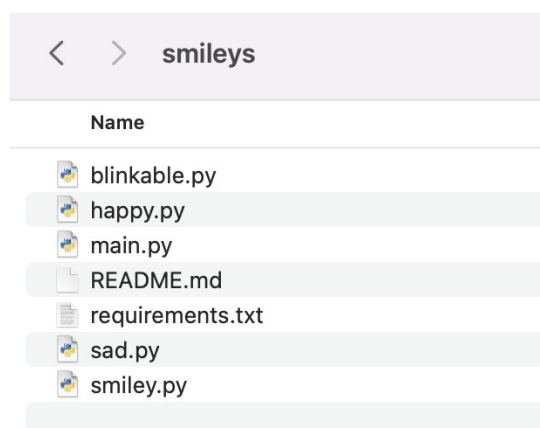 smileys
Name
blinkable.py
happy.py
main.py
README.md
requirements.txt
sad.py
smiley.py